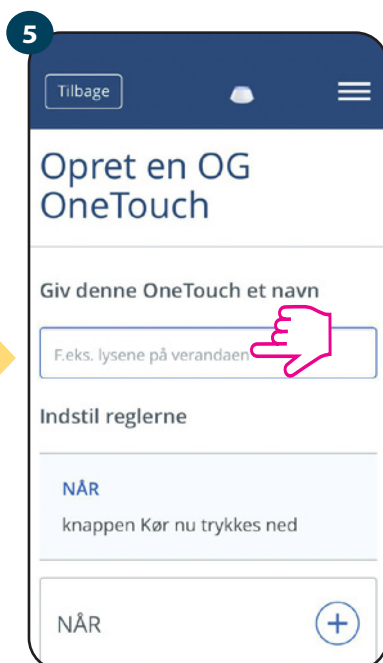 5
Tilbage
Opret en OG
OneTouch
Giv denne OneTouch et navn
F.eks. lysene på verandaen
Indstil reglerne
NÅR
knappen Kør nu trykkes ned
NÅR